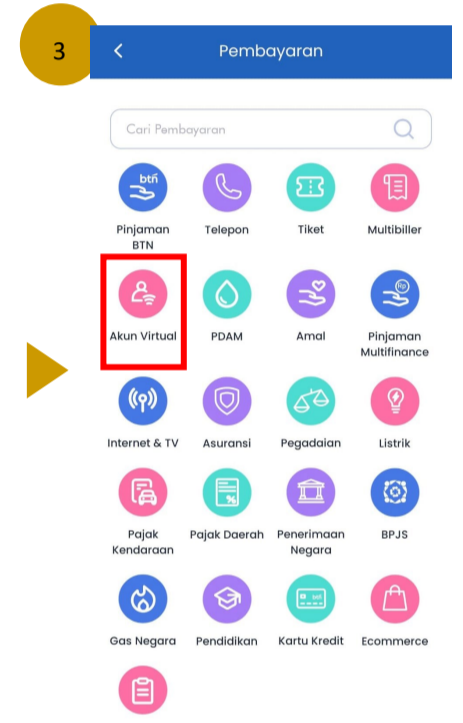 3
Pembayaran
Cari Pembayaran
btn
Pinjaman
BTN
Telepon
Tiket
Multibiller
Rp
Akun Virtual
PDAM
Amal
Pinjaman
Multifinance
Internet & TV
Asuransi
Pegadaian
Listrik
%
Pajak
Kendaraan
Pajak Daerah
Penerimaan
Negara
BPJS
Gas Negara
Pendidikan
Kartu Kredit
Ecommerce